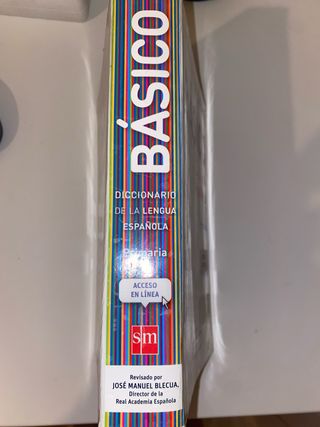 BÁSICO
DICCIONARIO
DE LA LENGUA
ESPAÑOLA
Primaria
ACCESO
EN LÍNEA
sm
Revisado por
JOSÉ MANUEL BLECUA,
Director de la
Real Academia Española